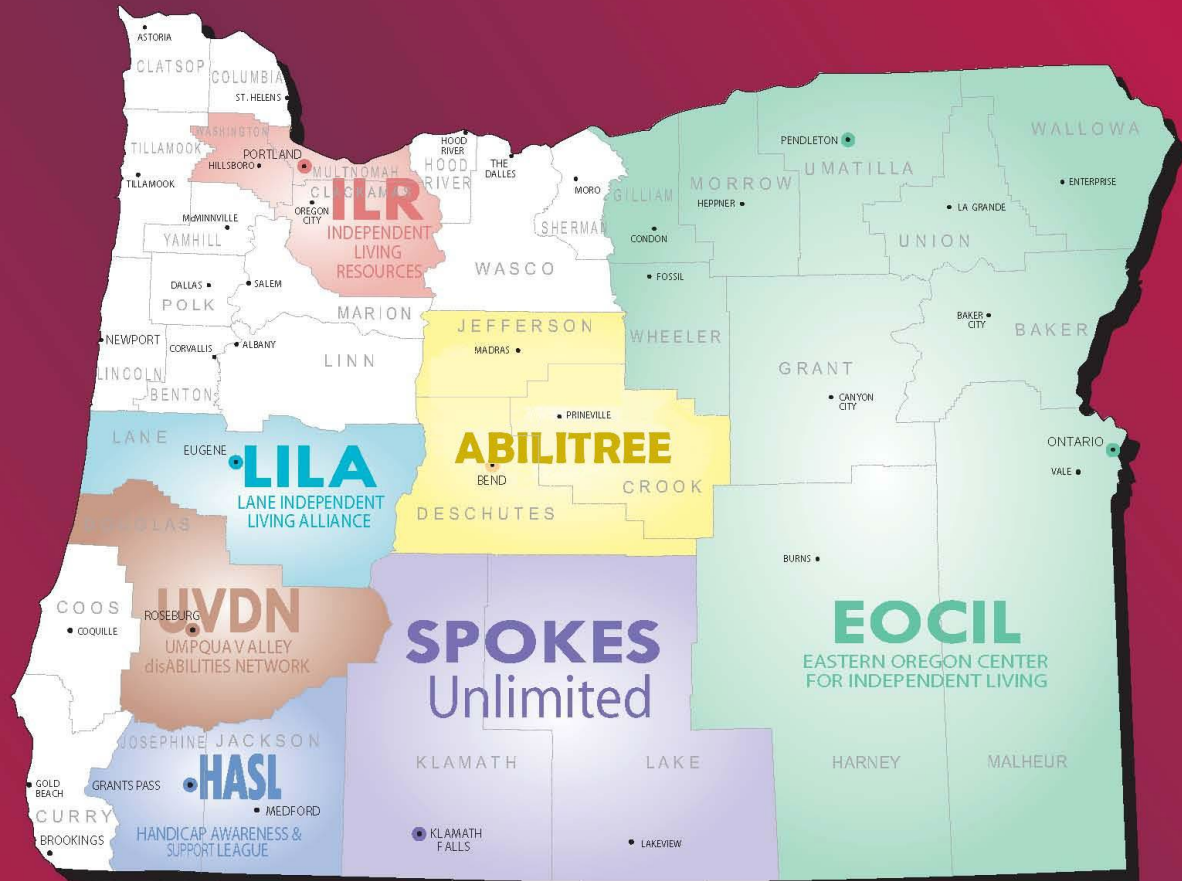 ASTORIA
CLATSOP
COLUMBIA
ST. HELENS
WASHINGTON
TILLAMOOK
PORTLAND
HILLSBORO
TILLAMOOK
MULTNOMAH
CLACKAMAS
OREGON
CITY
ILR
INDEPENDENT
LIVING
RESOURCES
HOOD
RIVER
HOOD
RIVER
THE
DALLES
MORO
SHERMAN
WASCO
McMINNVILLE
YAMHILL
DALLAS
SALEM
POLK
MARION
NEWPORT
CORVALLIS
ALBANY
LINN
LINCOLN
BENTON
GILLIAM
CONDON
MORROW
HEPPNER
PENDLETON
UMATILLA
WALLOWA
ENTERPRISE
LA GRANDE
UNION
FOSSIL
WHEELER
GRANT
CANYON
CITY
BAKER
CITY
BAKER
JEFFERSON
MADRAS
PRINEVILLE
ABILITREE
BEND
CROOK
DESCHUTES
LANE
EUGENE
LILA
LANE INDEPENDENT
LIVING ALLIANCE
DOUGLAS
UVDN
ROSEBURG
UMPQUA VALLEY
disABILITIES NETWORK
COOS
COQUILLE
SPOKES
Unlimited
KLAMATH
LAKE
KLAMATH
FALLS
LAKEVIEW
ONTARIO
VALE
BURNS
EOCIL
EASTERN OREGON CENTER
FOR INDEPENDENT LIVING
HARNEY
MALHEUR
JOSEPHINE
JACKSON
GRANTS PASS
HASL
MEDFORD
HANDICAP AWARENESS &
SUPPORT LEAGUE
GOLD
BEACH
CURRY
BROOKINGS